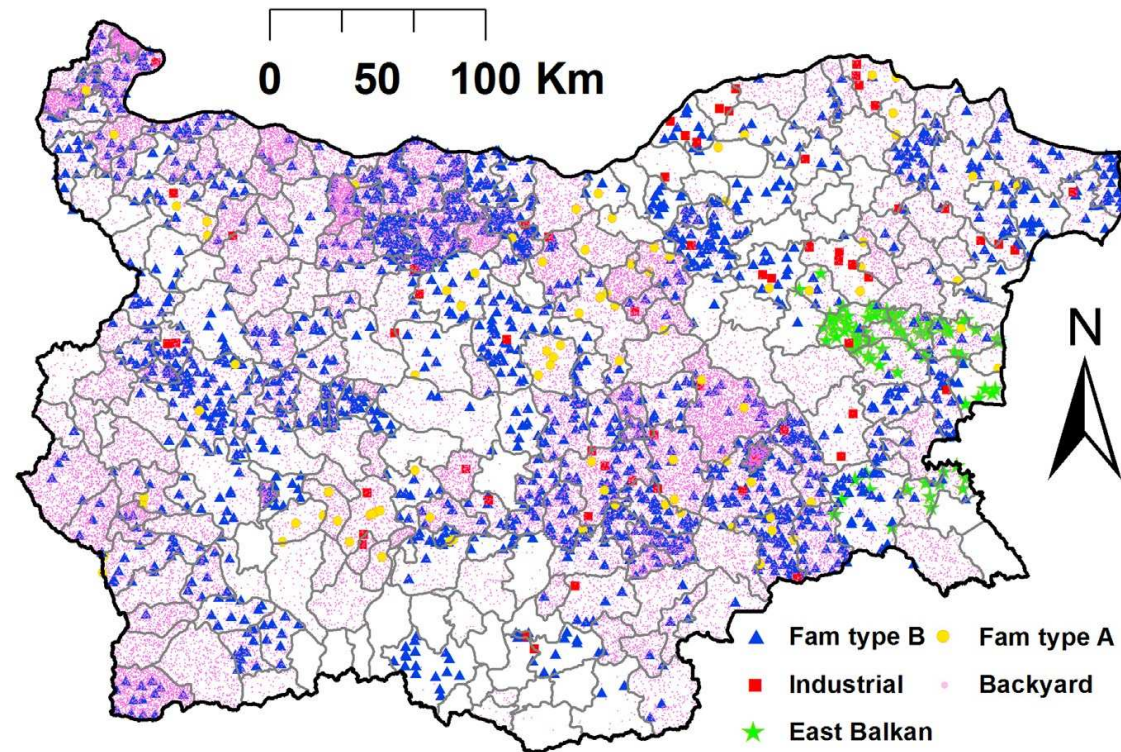 0 50 100 Km
N
Fam type B Fam type A
Industrial Backyard
East Balkan